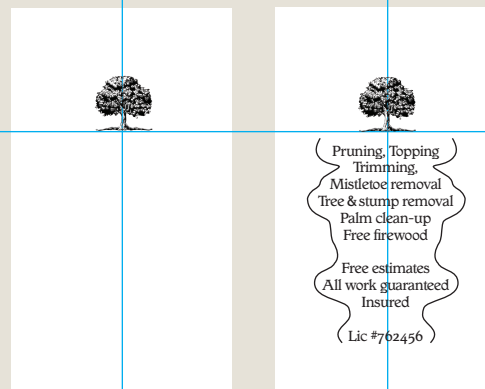 Pruning, Topping
Trimming,
Mistletoe removal
Tree & stump removal
Palm clean-up
Free firewood
Free estimates
All work guaranteed
Insured
Lic #762456